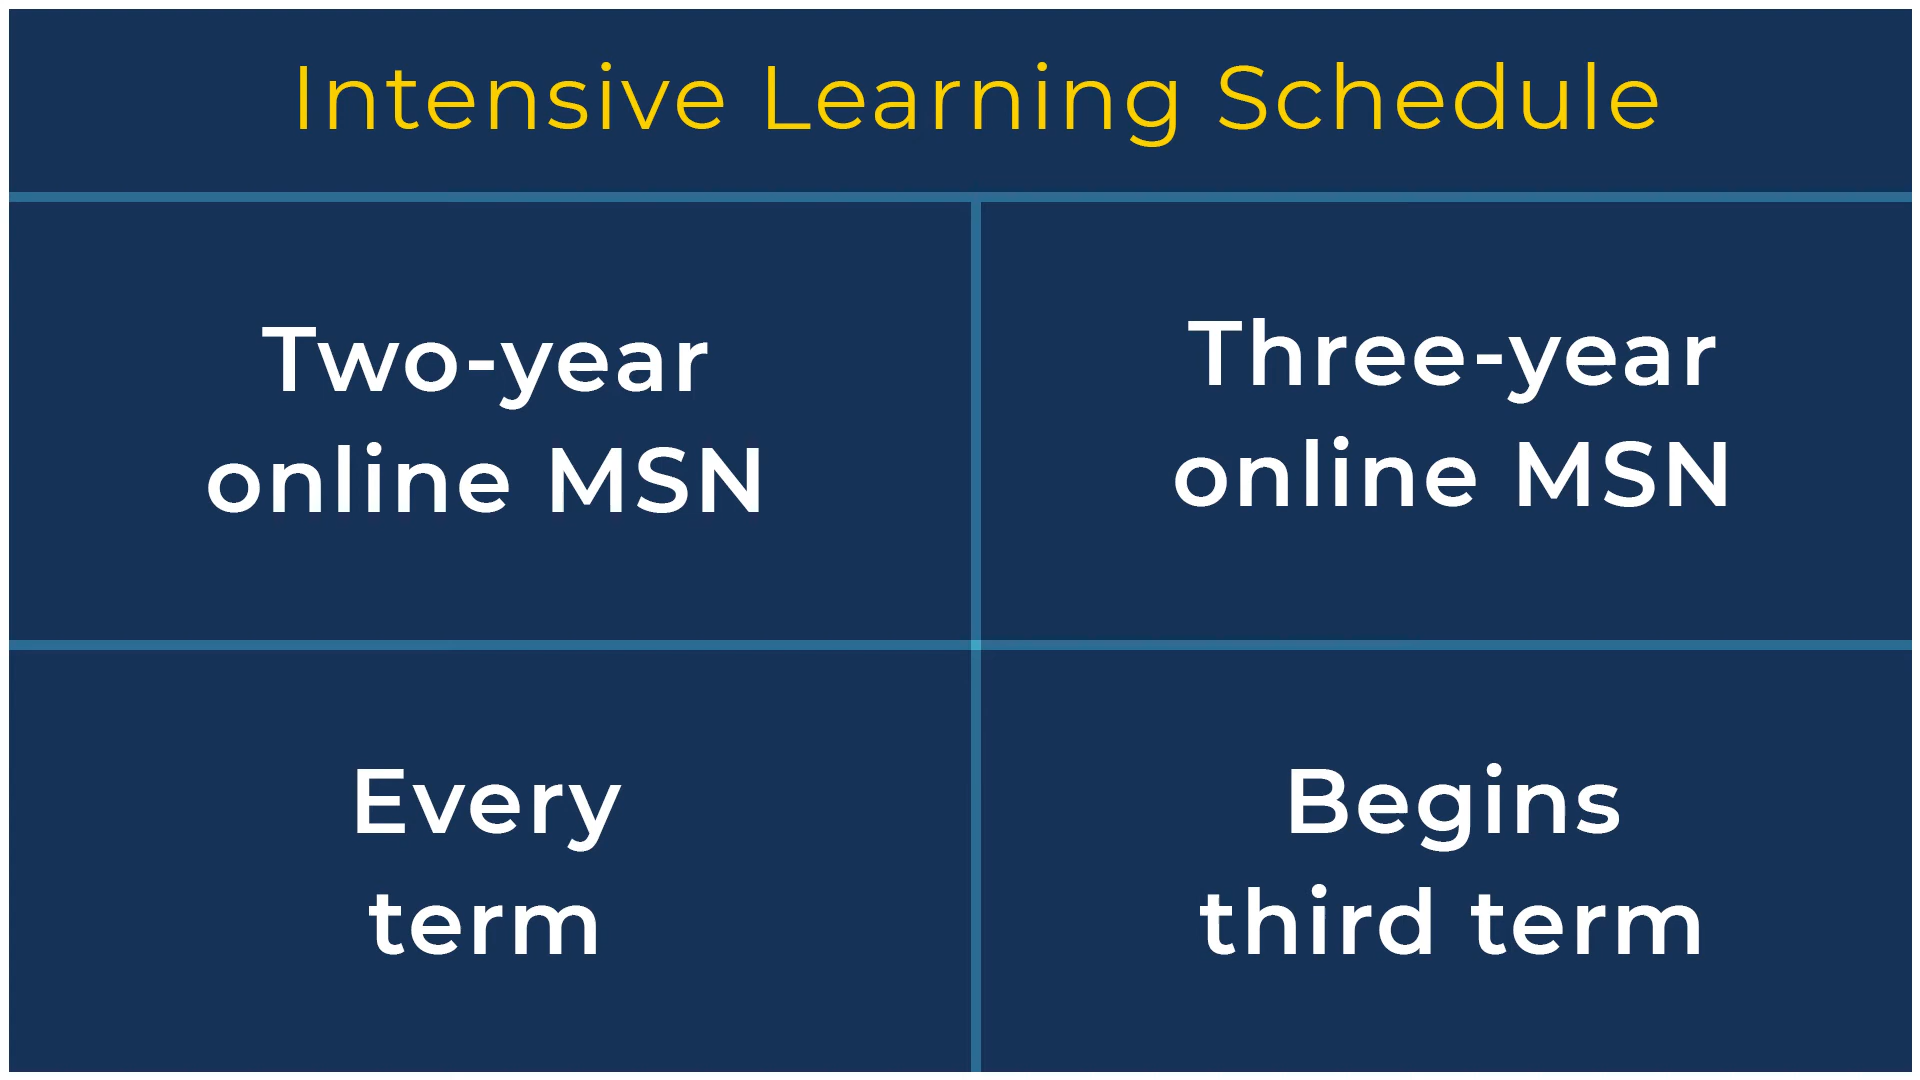 Intensive Learning Schedule
Two-year
online MSN
Three-year
online MSN
Every
term
Begins
third term